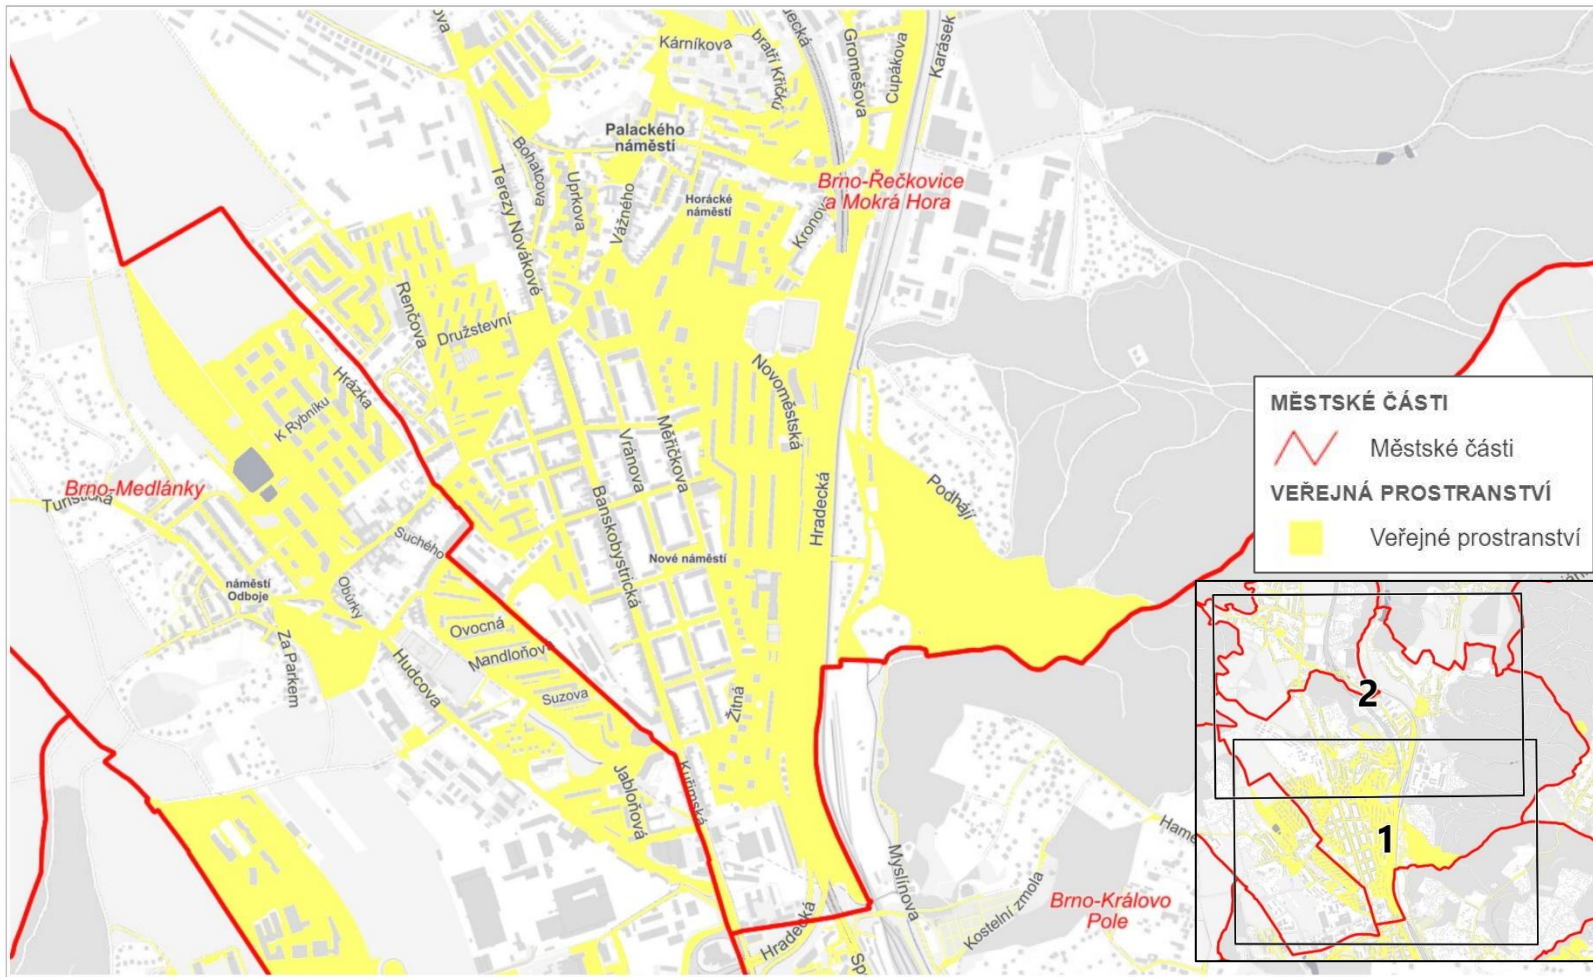 Kárníkova
bratří Křičků
Gromešova
Cupákova
Karásek
Palackého
náměstí
Bohatcova
Terezy Novákové
Uprkova
Vážného
Horácké
náměstí
Kronova
Brno-Řečkovice
a Mokrá Hora
Renčova
Družstevní
Hrázka
K Rybníku
Novoměstská
Měřičkova
Vránova
Banskobystrická
Hradecká
Podhájí
Brno-Medlánky
Turistická
Suchého
Nové náměstí
náměstí
Odboje
Obůrky
Ovocná
Mandloňová
Za Parkem
Hudcova
Suzova
Žitná
Jabloňová
Kuřimská
Hradecká
Myslínova
Kostelní zmola
Brno-Královo
Pole
Hame
Sp
MĚSTSKÉ ČÁSTI
Městské části
VEŘEJNÁ PROSTRANSTVÍ
Veřejné prostranství
2
1